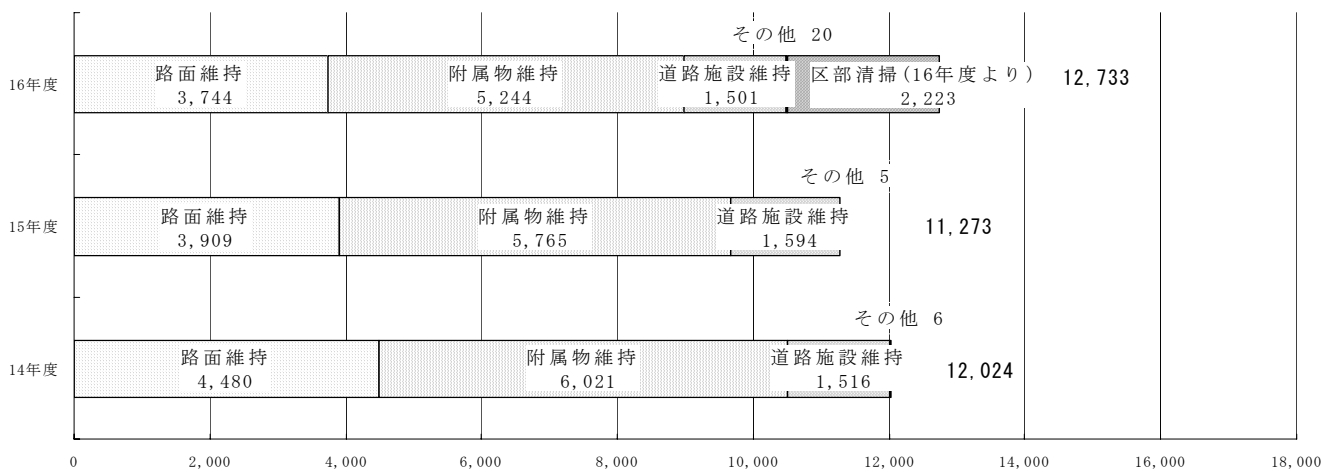 その他 20
16年度
路面維持
3,744
附属物維持
5,244
道路施設維持
1,501
区部清掃(16年度より)
2,223
12,733
その他 5
15年度
路面維持
3,909
附属物維持
5,765
道路施設維持
1,594
11,273
その他 6
14年度
路面維持
4,480
附属物維持
6,021
道路施設維持
1,516
12,024
0 2,000 4,000 6,000 8,000 10,000 12,000 14,000 16,000 18,000